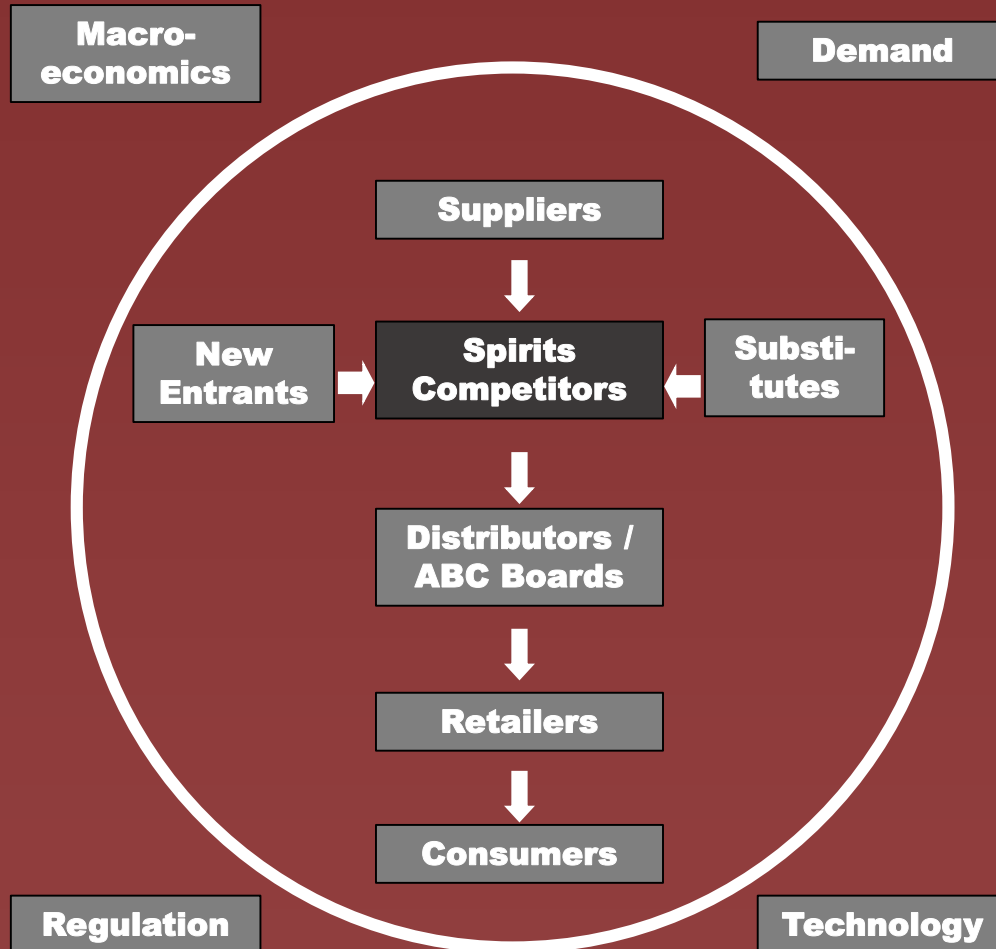 Macro-
economics
Demand
Suppliers
New
Entrants
Spirits
Competitors
Substi-
tutes
Distributors /
ABC Boards
Retailers
Consumers
Regulation
Technology